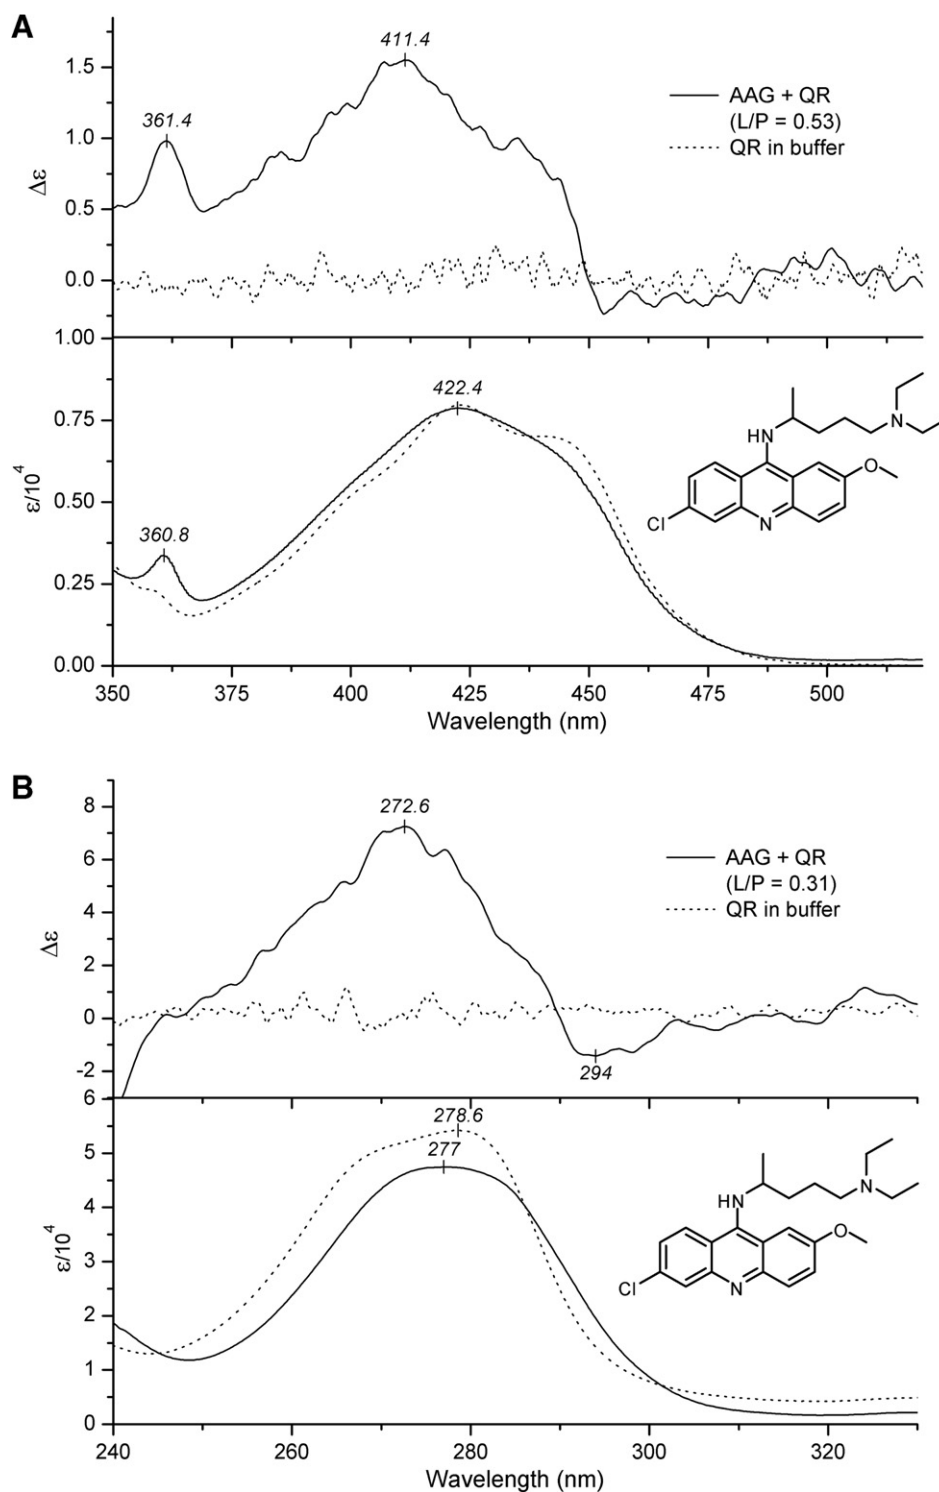 A
411.4
361.4
AAG + QR
(L/P = 0.53)
QR in buffer
1.5
1.0
0.5
0.0
Δε
1.00
0.75
0.50
0.25
0.00
ε/10⁴
422.4
360.8
HN
N
O
Cl
N
350 375 400 425 450 475 500
Wavelength (nm)
B
272.6
AAG + QR
(L/P = 0.31)
QR in buffer
8
6
4
2
0
-2
Δε
294
6
5
4
3
2
1
0
ε/10⁴
278.6
277
HN
N
O
Cl
N
240 260 280 300 320
Wavelength (nm)